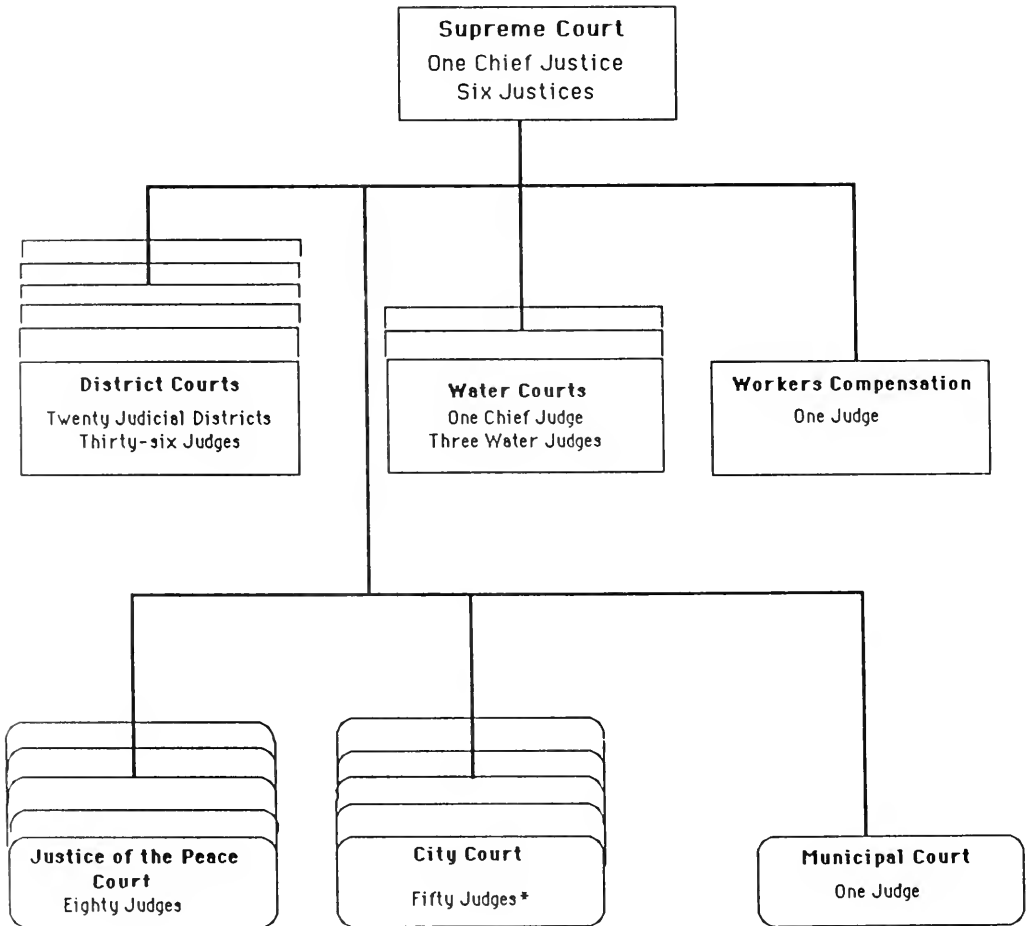 Supreme Court
One Chief Justice
Six Justices
District Courts
Twenty Judicial Districts
Thirty-six Judges
Water Courts
One Chief Judge
Three Water Judges
Workers Compensation
One Judge
Justice of the Peace
Court
Eighty Judges
City Court
Fifty Judges*
Municipal Court
One Judge